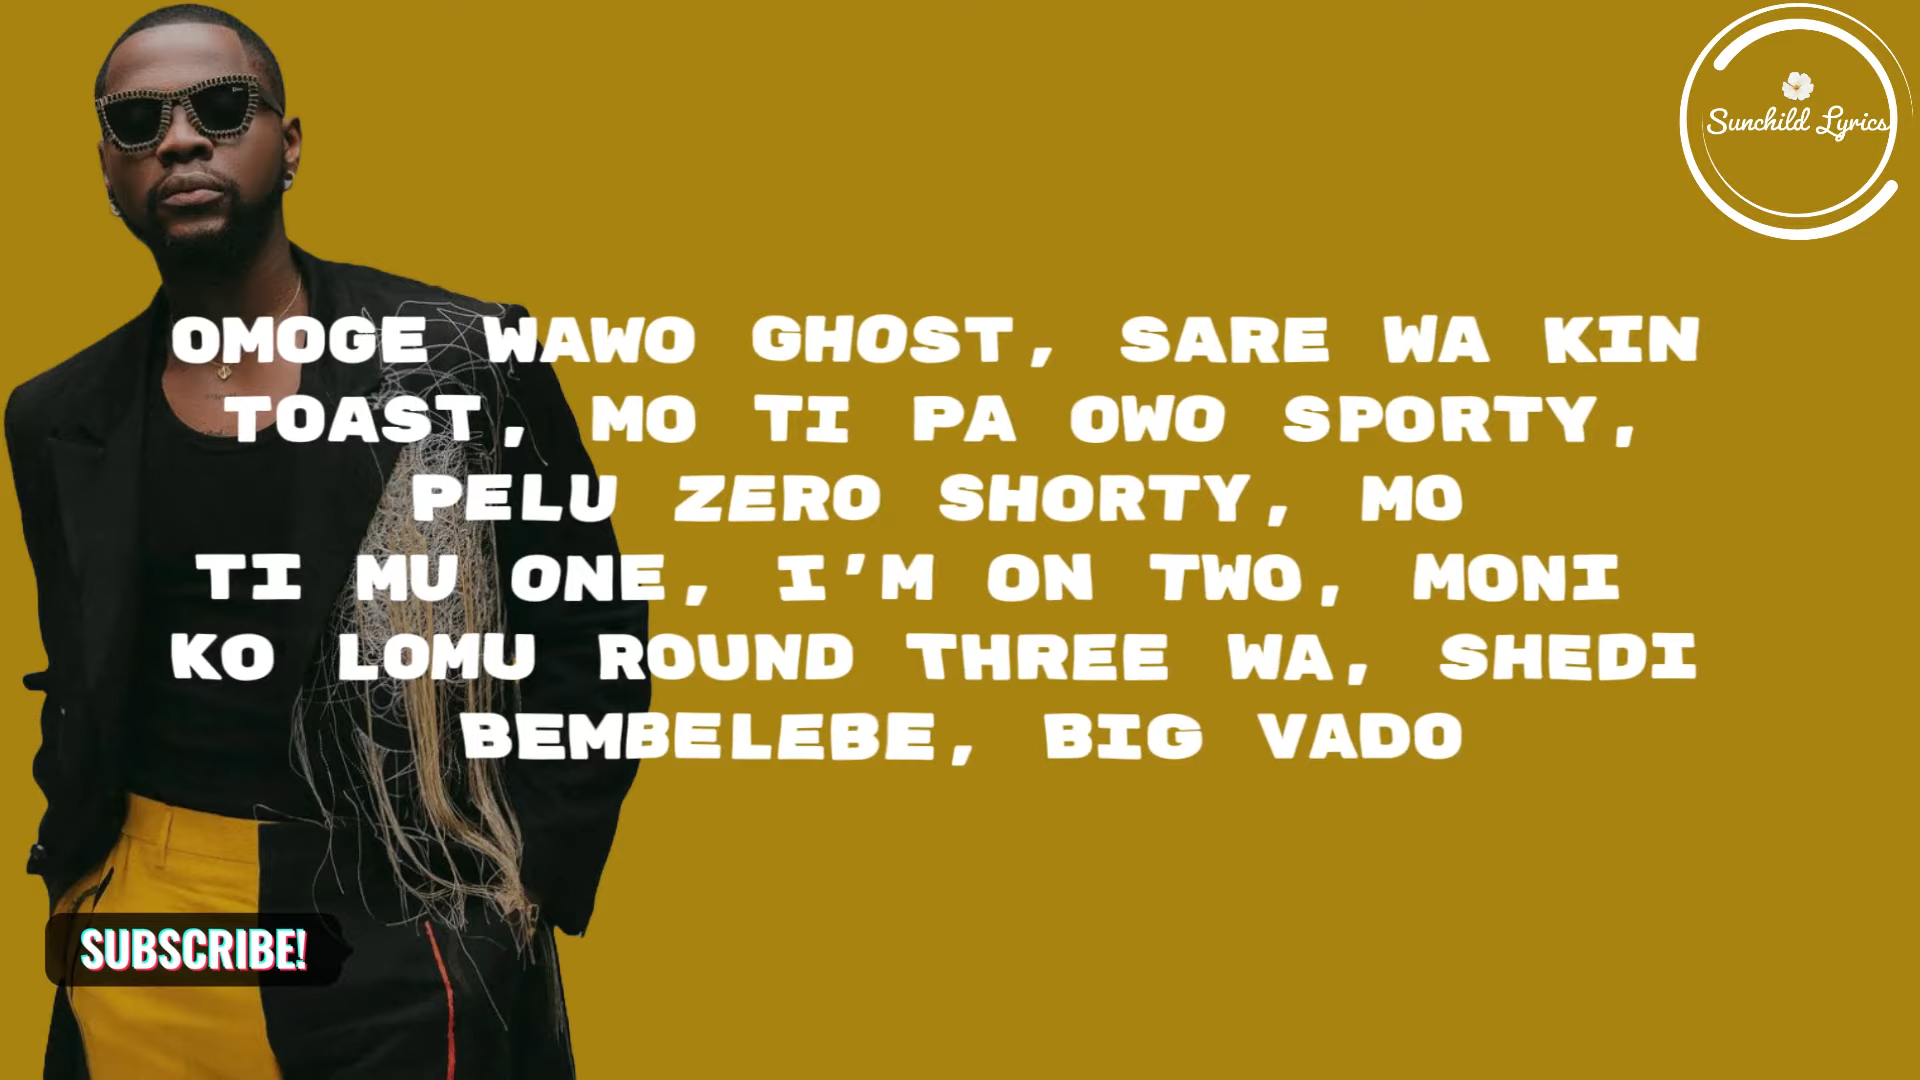 Sunchild Lyrics
OMOGE WAWO GHOST, SARE WA KIN
TOAST, MO TI PA OWO SPORTY,
PELU ZERO SHORTY, MO
TI MU ONE, I'M ON TWO, MONI
KO LOMU ROUND THREE WA, SHEDI
BEMBELEBE, BIG VADO
SUBSCRIBE!